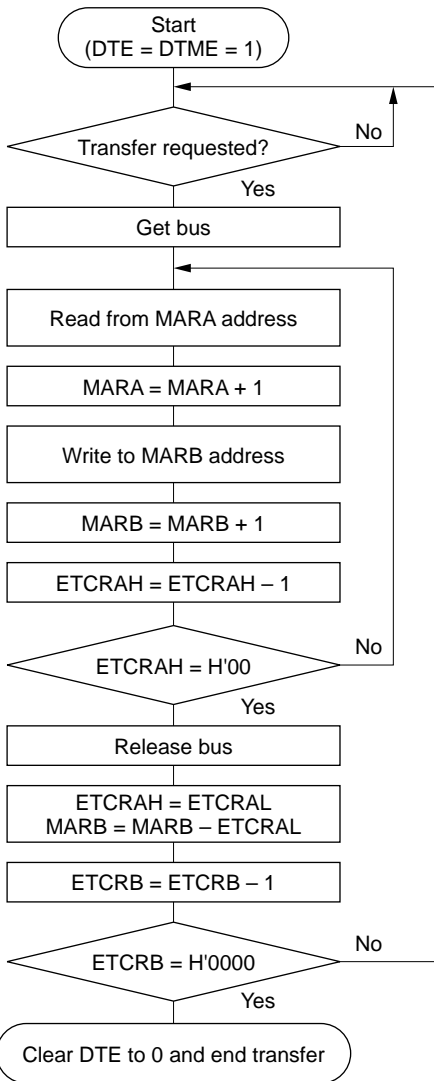 Start
(DTE = DTME = 1)
Transfer requested?
No
Yes
Get bus
Read from MARA address
MARA = MARA + 1
Write to MARB address
MARB = MARB + 1
ETCRAH = ETCRAH – 1
ETCRAH = H'00
No
Yes
Release bus
ETCRAH = ETCRAL
MARB = MARB – ETCRAL
ETCRB = ETCRB – 1
ETCRB = H'0000
No
Yes
Clear DTE to 0 and end transfer